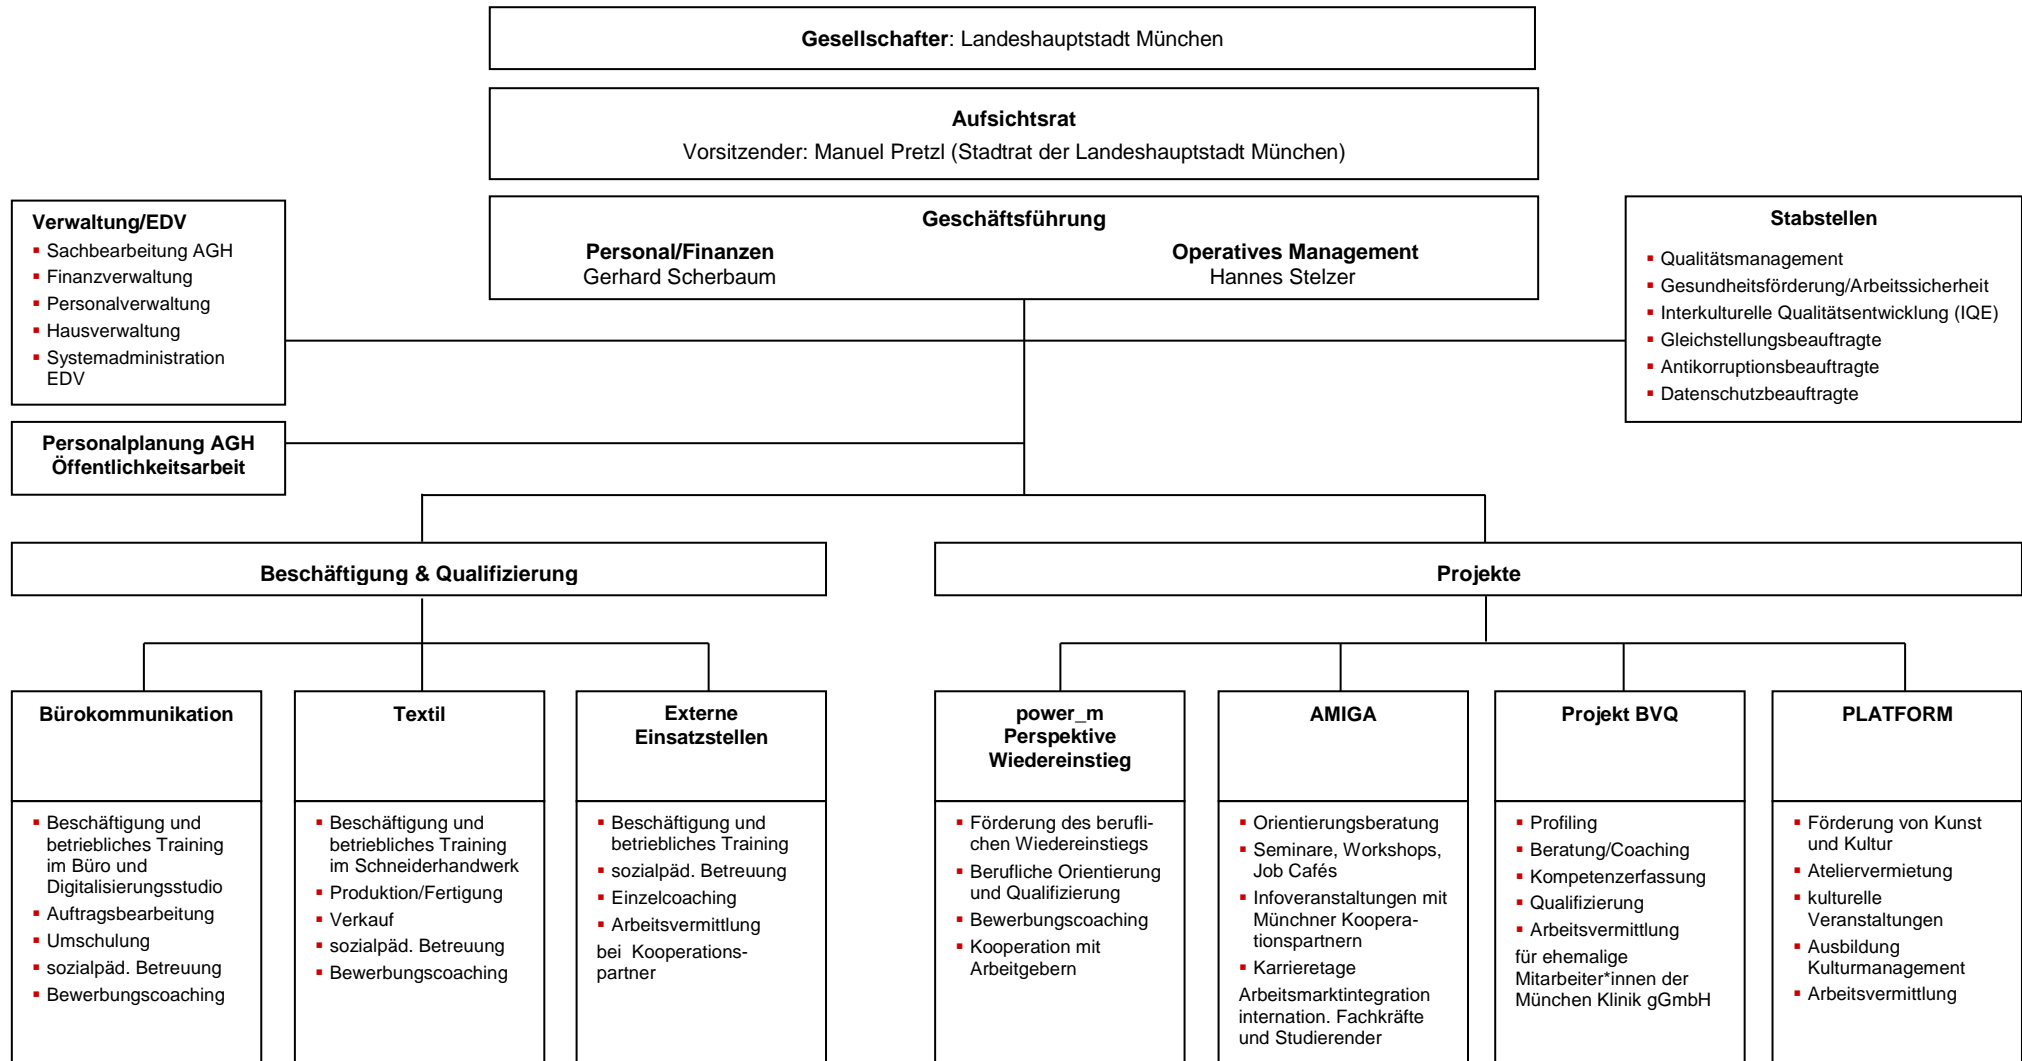 Gesellschafter: Landeshauptstadt München
Aufsichtsrat
Vorsitzender: Manuel Pretzl (Stadtrat der Landeshauptstadt München)
Geschäftsführung
Personal/Finanzen
Gerhard Scherbaum
Operatives Management
Hannes Stelzer
Verwaltung/EDV
▪ Sachbearbeitung AGH
▪ Finanzverwaltung
▪ Personalverwaltung
▪ Hausverwaltung
▪ Systemadministration
EDV
Stabstellen
▪ Qualitätsmanagement
▪ Gesundheitsförderung/Arbeitssicherheit
▪ Interkulturelle Qualitätsentwicklung (IQE)
▪ Gleichstellungsbeauftragte
▪ Antikorruptionsbeauftragte
▪ Datenschutzbeauftragte
Personalplanung AGH
Öffentlichkeitsarbeit
Beschäftigung & Qualifizierung
Projekte
Bürokommunikation
▪ Beschäftigung und
betriebliches Training
im Büro und
Digitalisierungsstudio
▪ Auftragsbearbeitung
▪ Umschulung
▪ sozialpäd. Betreuung
▪ Bewerbungscoaching
Textil
▪ Beschäftigung und
betriebliches Training
im Schneiderhandwerk
▪ Produktion/Fertigung
▪ Verkauf
▪ sozialpäd. Betreuung
▪ Bewerbungscoaching
Externe
Einsatzstellen
▪ Beschäftigung und
betriebliches Training
▪ sozialpäd. Betreuung
▪ Einzelcoaching
▪ Arbeitsvermittlung
bei Kooperations-
partner
power_m
Perspektive
Wiedereinstieg
▪ Förderung des berufli-
chen Wiedereinstiegs
▪ Berufliche Orientierung
und Qualifizierung
▪ Bewerbungscoaching
▪ Kooperation mit
Arbeitgebern
AMIGA
▪ Orientierungsberatung
▪ Seminare, Workshops,
Job Cafés
▪ Infoveranstaltungen mit
Münchner Koopera-
tionspartnern
▪ Karrieretage
Arbeitsmarktintegration
internation. Fachkräfte
und Studierender
Projekt BVQ
▪ Profiling
▪ Beratung/Coaching
▪ Kompetenzerfassung
▪ Qualifizierung
▪ Arbeitsvermittlung
für ehemalige
Mitarbeiter*innen der
München Klinik gGmbH
PLATFORM
▪ Förderung von Kunst
und Kultur
▪ Ateliervermietung
▪ kulturelle
Veranstaltungen
▪ Ausbildung
Kulturmanagement
▪ Arbeitsvermittlung